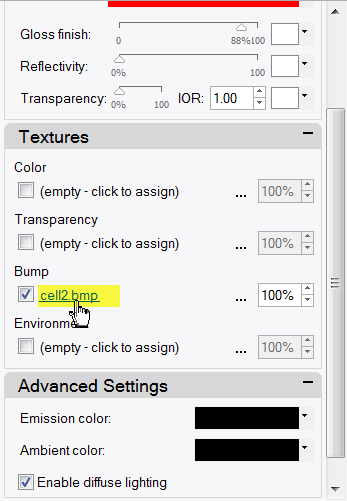 Gloss finish:
0 88% 100
Reflectivity:
0% 100
Transparency: 0% 100 IOR: 1.00
Textures
Color
(empty - click to assign) ... 100%
Transparency
(empty - click to assign) ... 100%
Bump
cell2.bmp ... 100%
Environme
(empty - click to assign) ... 100%
Advanced Settings
Emission color:
Ambient color:
Enable diffuse lighting